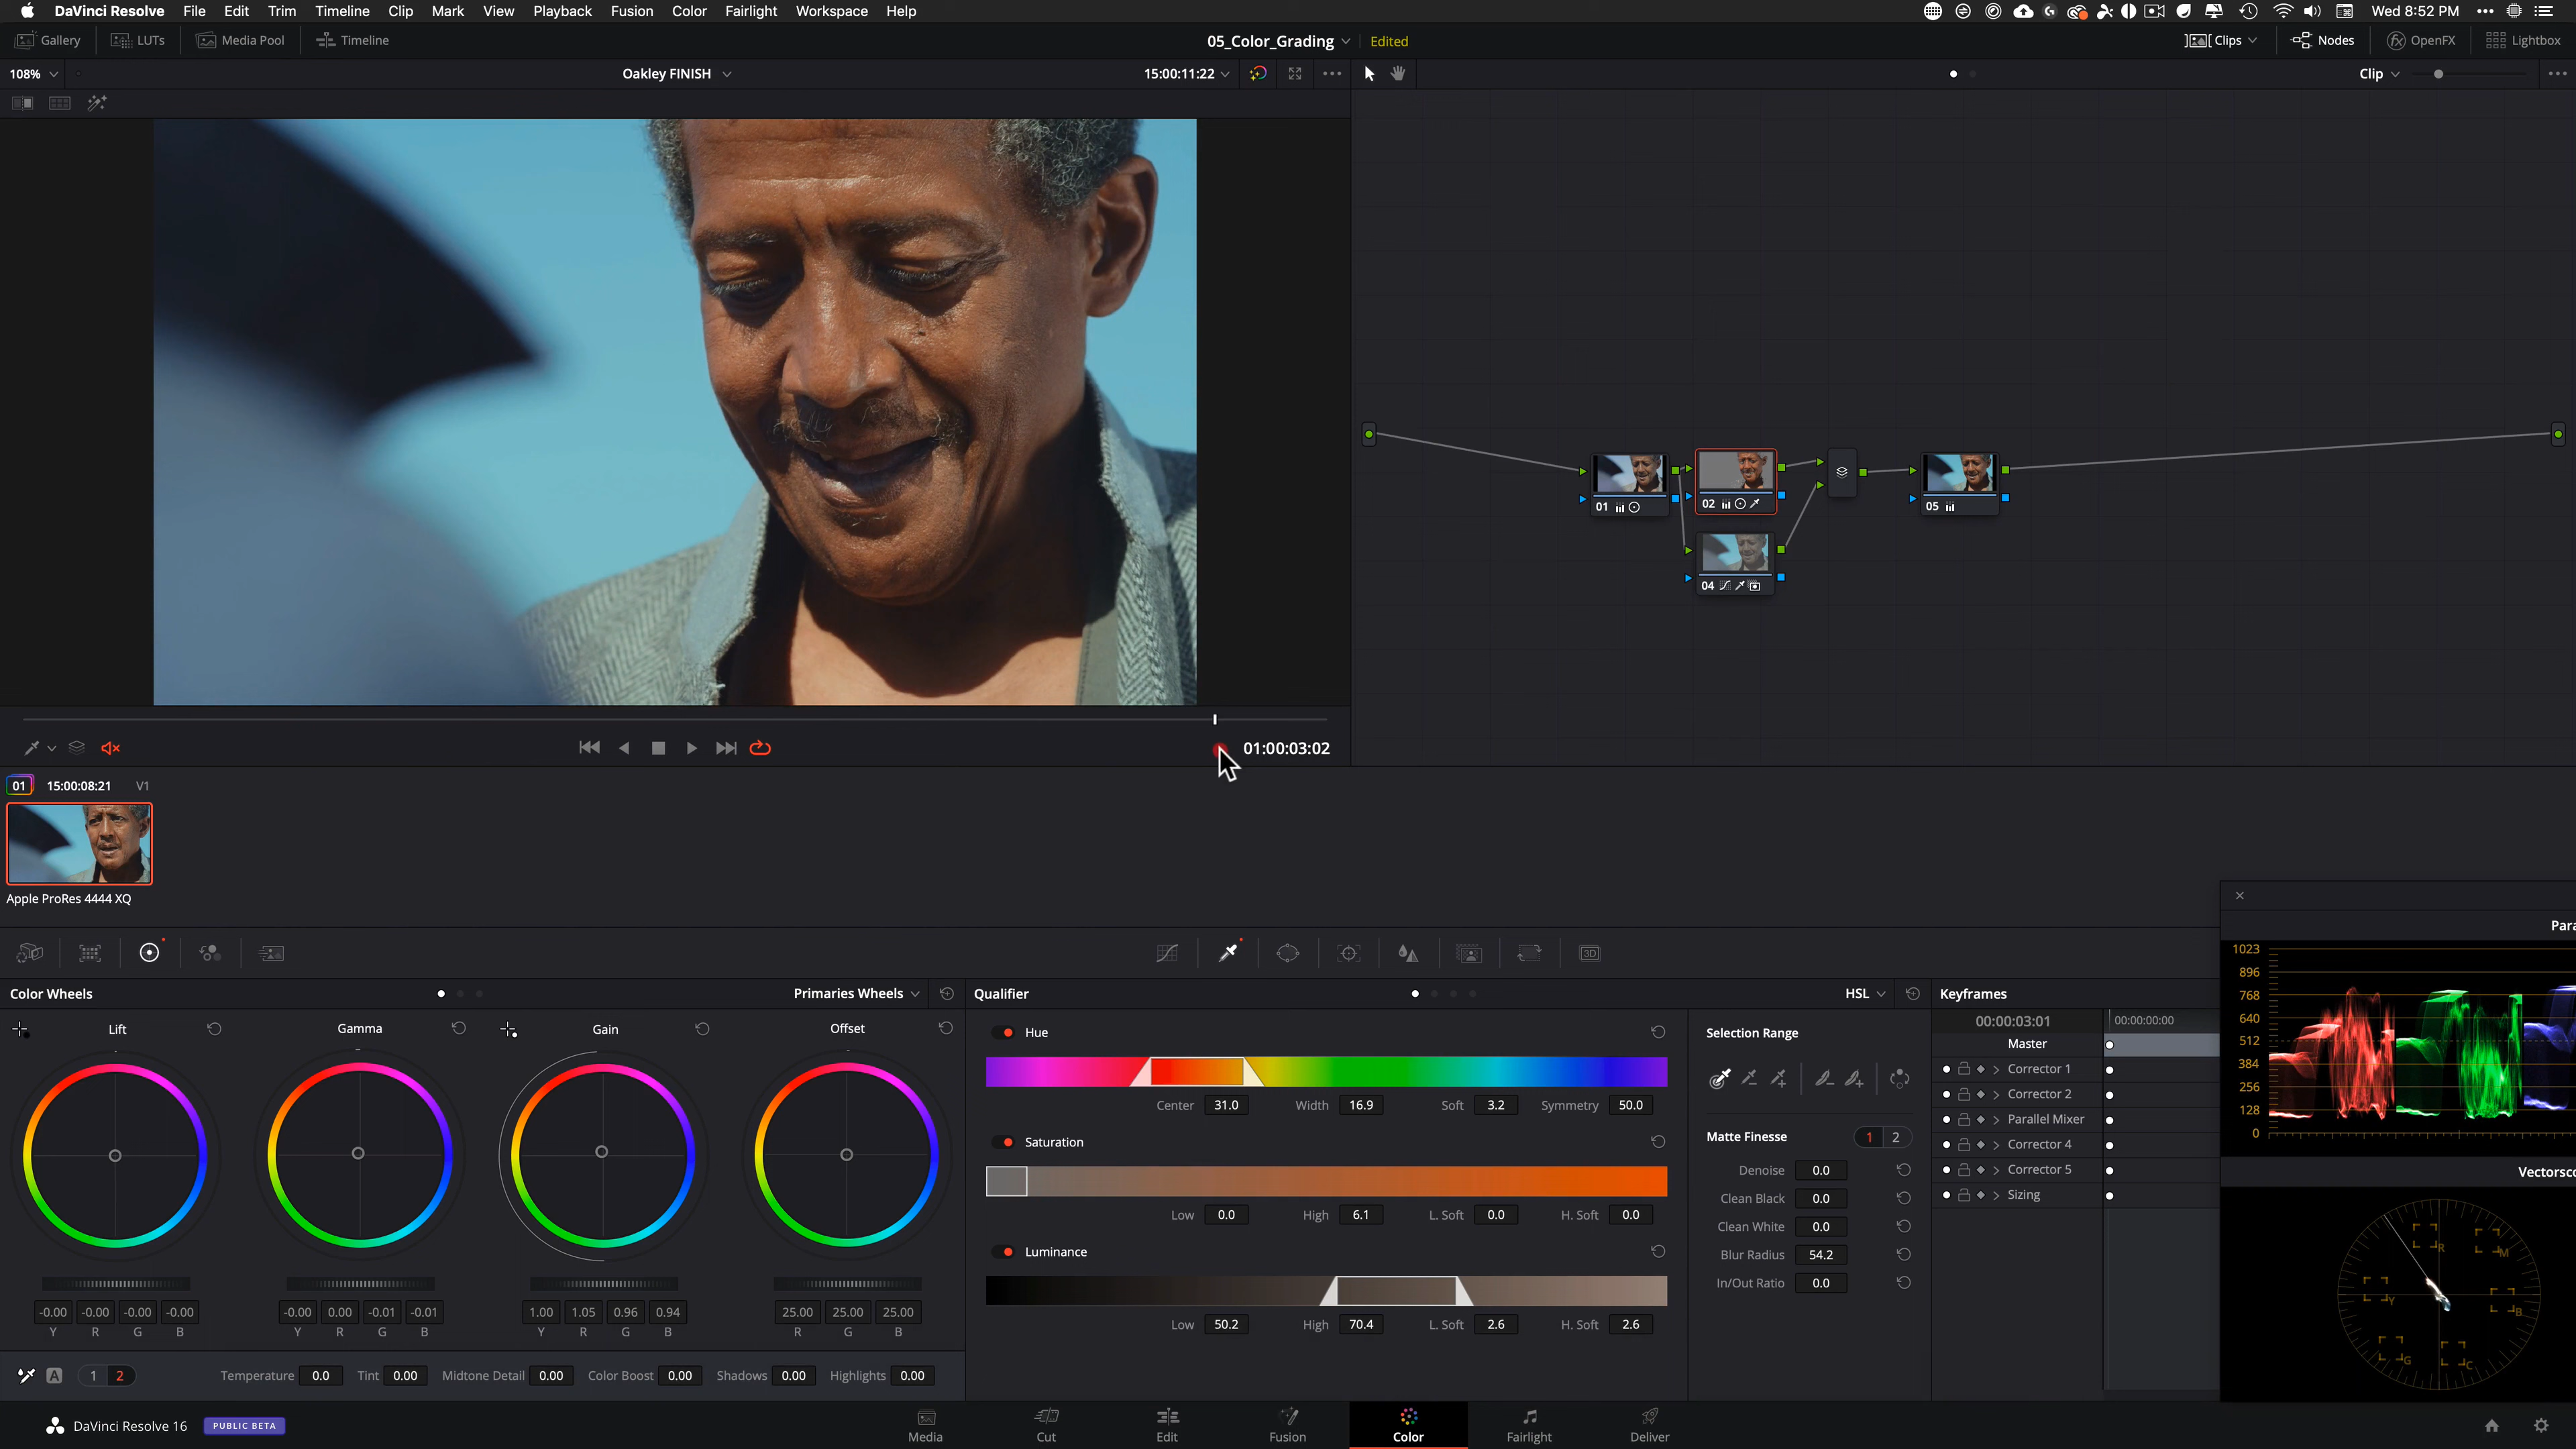 DaVinci Resolve File Edit Trim Timeline Clip Mark View Playback Fusion Color Fairlight Workspace Help Wed 8:52 PM
Gallery LUTs Media Pool Timeline 05_Color_Grading Edited Clips Nodes OpenFX Lightbox
108% Oakley FINISH 15:00:11:22 Clip
01 02 05
04
01:00:03:02
01 15:00:08:21 V1
Apple ProRes 4444 XQ
Color Wheels Primaries Wheels Qualifier HSL Keyframes
Lift Gamma Gain Offset
-0.00 -0.00 -0.00 -0.00 -0.00 0.00 -0.01 -0.01 1.00 1.05 0.96 0.94 25.00 25.00 25.00
Y R G B Y R G B Y R G B R G B
A 1 2 Temperature 0.0 Tint 0.00 Midtone Detail 0.00 Color Boost 0.00 Shadows 0.00 Highlights 0.00
Hue
Center 31.0 Width 16.9 Soft 3.2 Symmetry 50.0
Saturation
Low 0.0 High 6.1 L. Soft 0.0 H. Soft 0.0
Luminance
Low 50.2 High 70.4 L. Soft 2.6 H. Soft 2.6
Selection Range
Matte Finesse 1 2
Denoise 0.0
Clean Black 0.0
Clean White 0.0
Blur Radius 54.2
In/Out Ratio 0.0
00:00:03:01 00:00:00:00
Master
Corrector 1
Corrector 2
Parallel Mixer
Corrector 4
Corrector 5
Sizing
Para
1023
896
768
640
512
384
256
128
0
Vectorsco
R M
Y B
G C
DaVinci Resolve 16 PUBLIC BETA
Media Cut Edit Fusion Color Fairlight Deliver
3D